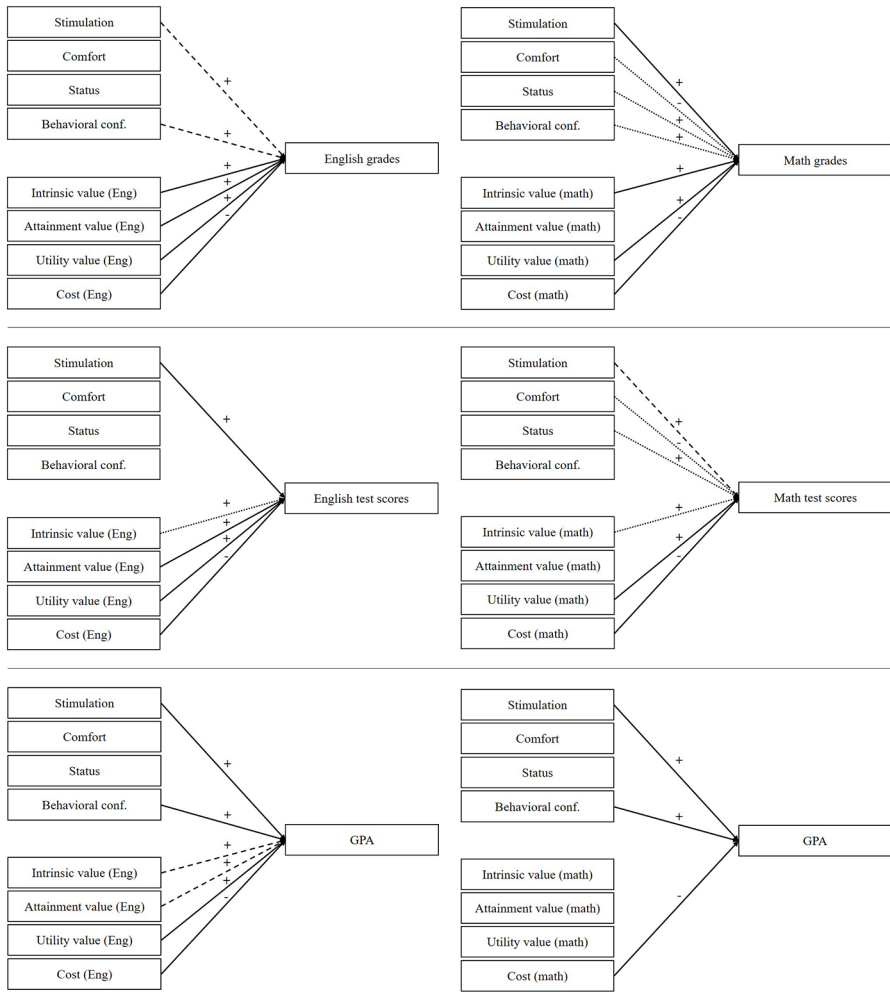 Stimulation
Comfort
Status
Behavioral conf.
+
+
+
+
+
-
English grades
Intrinsic value (Eng)
Attainment value (Eng)
Utility value (Eng)
Cost (Eng)
Stimulation
Comfort
Status
Behavioral conf.
+
-
+
+
+
+
-
Math grades
Intrinsic value (math)
Attainment value (math)
Utility value (math)
Cost (math)
Stimulation
Comfort
Status
Behavioral conf.
+
+
+
+
-
English test scores
Intrinsic value (Eng)
Attainment value (Eng)
Utility value (Eng)
Cost (Eng)
Stimulation
Comfort
Status
Behavioral conf.
+
-
+
+
+
-
Math test scores
Intrinsic value (math)
Attainment value (math)
Utility value (math)
Cost (math)
Stimulation
Comfort
Status
Behavioral conf.
+
+
+
+
+
-
GPA
Intrinsic value (Eng)
Attainment value (Eng)
Utility value (Eng)
Cost (Eng)
Stimulation
Comfort
Status
Behavioral conf.
+
+
-
GPA
Intrinsic value (math)
Attainment value (math)
Utility value (math)
Cost (math)